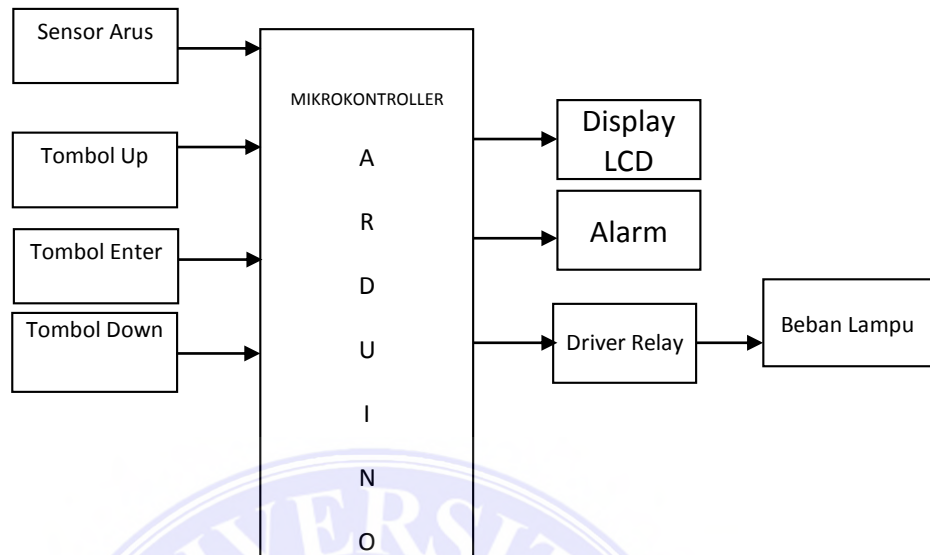 Sensor Arus
Tombol Up
Tombol Enter
Tombol Down
MIKROKONTROLLER
A
R
D
U
I
N
O
Display
LCD
Alarm
Driver Relay
Beban Lampu